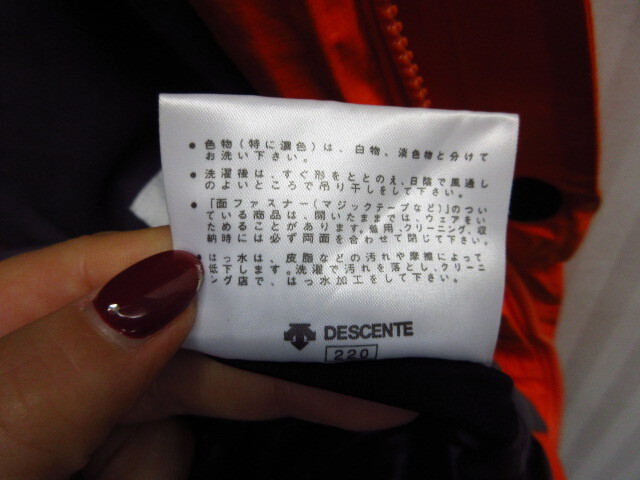 ● 色物(特に濃色)は、白物、淡色物と分けて
お洗い下さい。
● 洗濯後は、すぐ形をととのえ、日陰で風通し
のよいところで吊り干しをして下さい。
● 「面ファスナー(マジックテープなど)」のつい
ている商品は、開いたままでは、ウェアをい
ためることがあります。着用、クリーニング、収
納時には必ず両面を合わせて閉じて下さい。
● はっ水は、皮脂などの汚れや摩擦によって
低下します。洗濯で汚れを落とし、クリーニ
ング店で、はっ水加工をして下さい。
DESCENTE
220